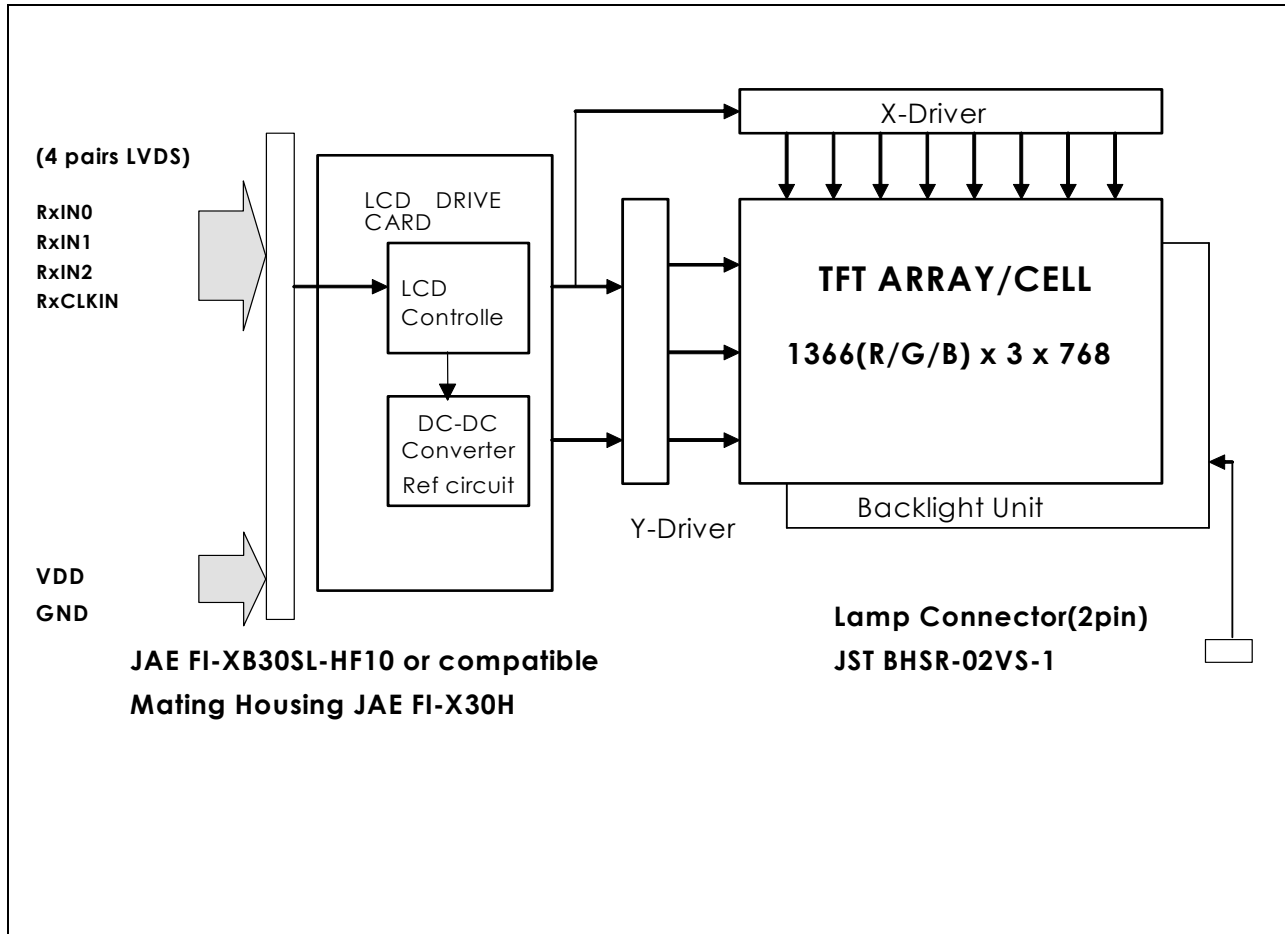 X-Driver
(4 pairs LVDS)
RxIN0
RxIN1
RxIN2
RxCLKIN
LCD DRIVE
CARD
LCD
Controlle
DC-DC
Converter
Ref circuit
TFT ARRAY/CELL
1366(R/G/B) x 3 x 768
Backlight Unit
Y-Driver
VDD
GND
JAE FI-XB30SL-HF10 or compatible
Mating Housing JAE FI-X30H
Lamp Connector(2pin)
JST BHSR-02VS-1